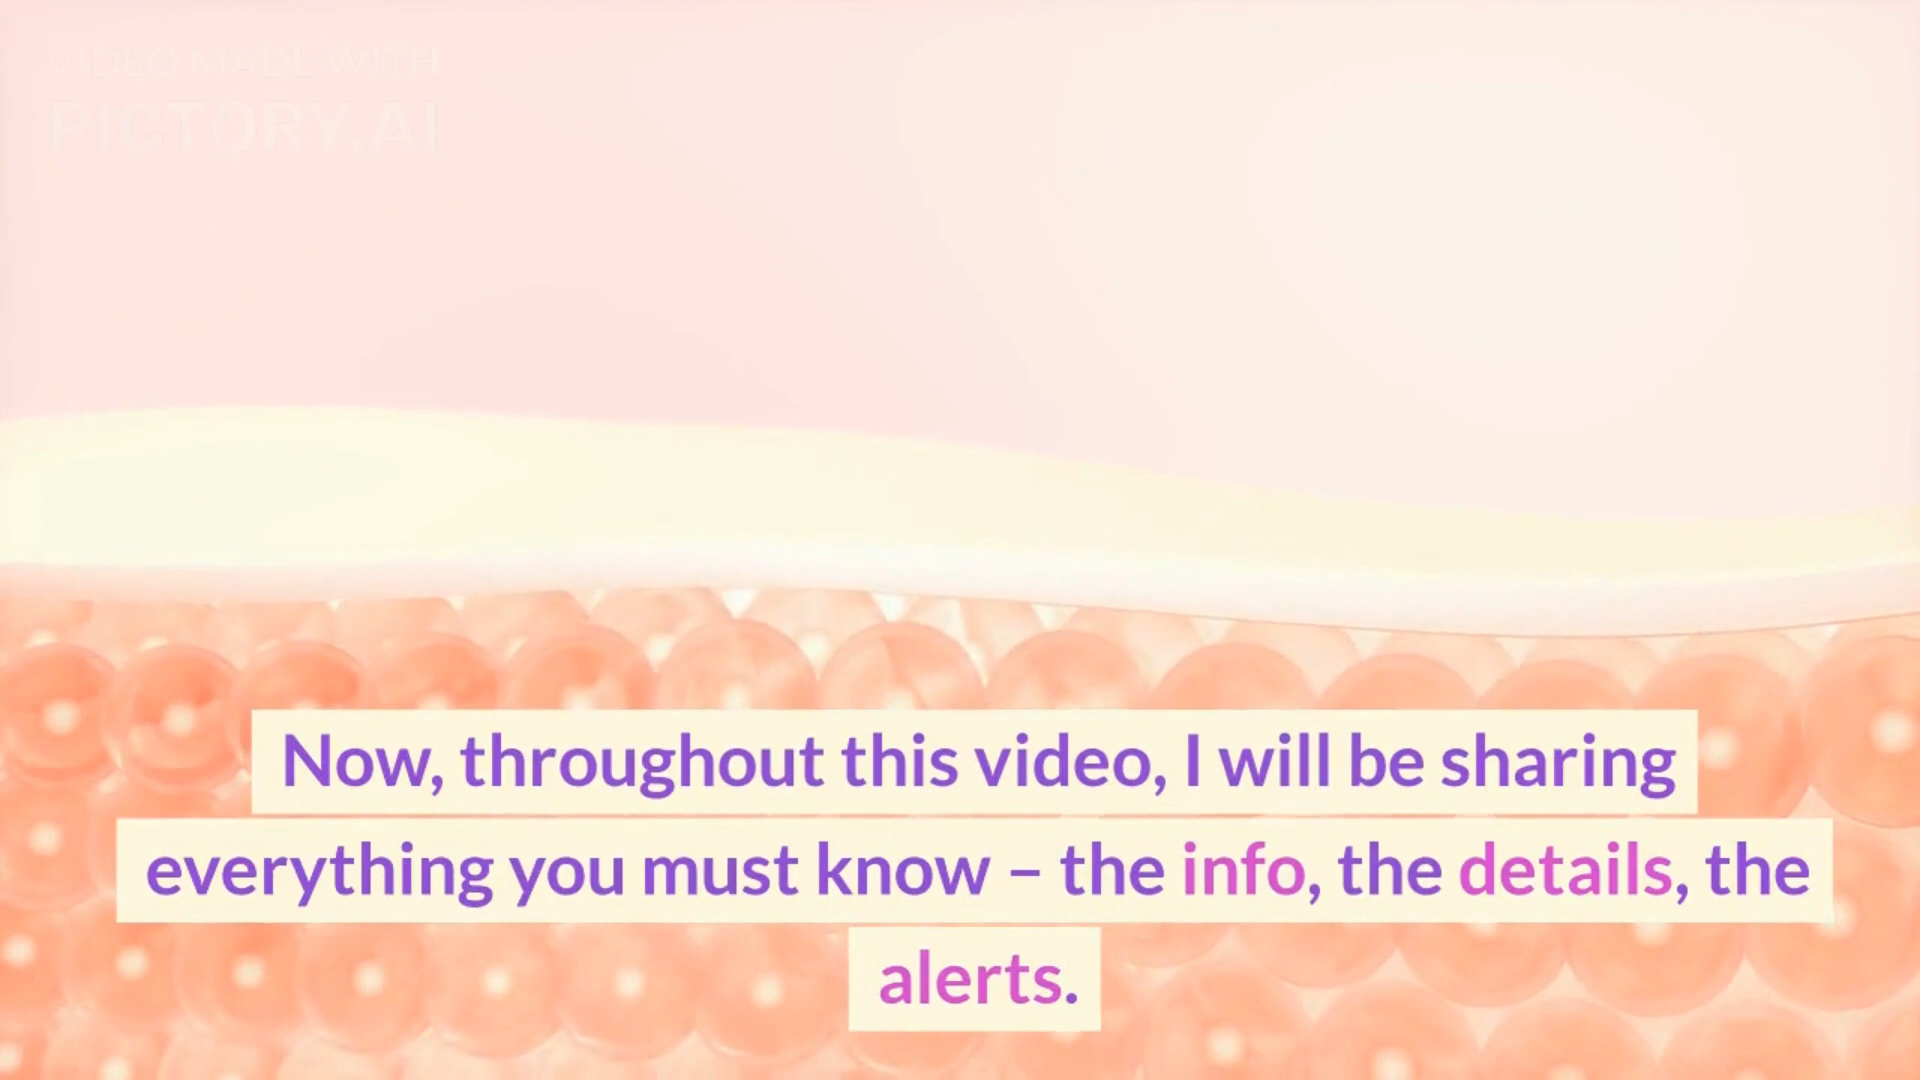 VIDEO MADE WITH
PICTORY.AI
Now, throughout this video, I will be sharing
everything you must know – the info, the details, the
alerts.